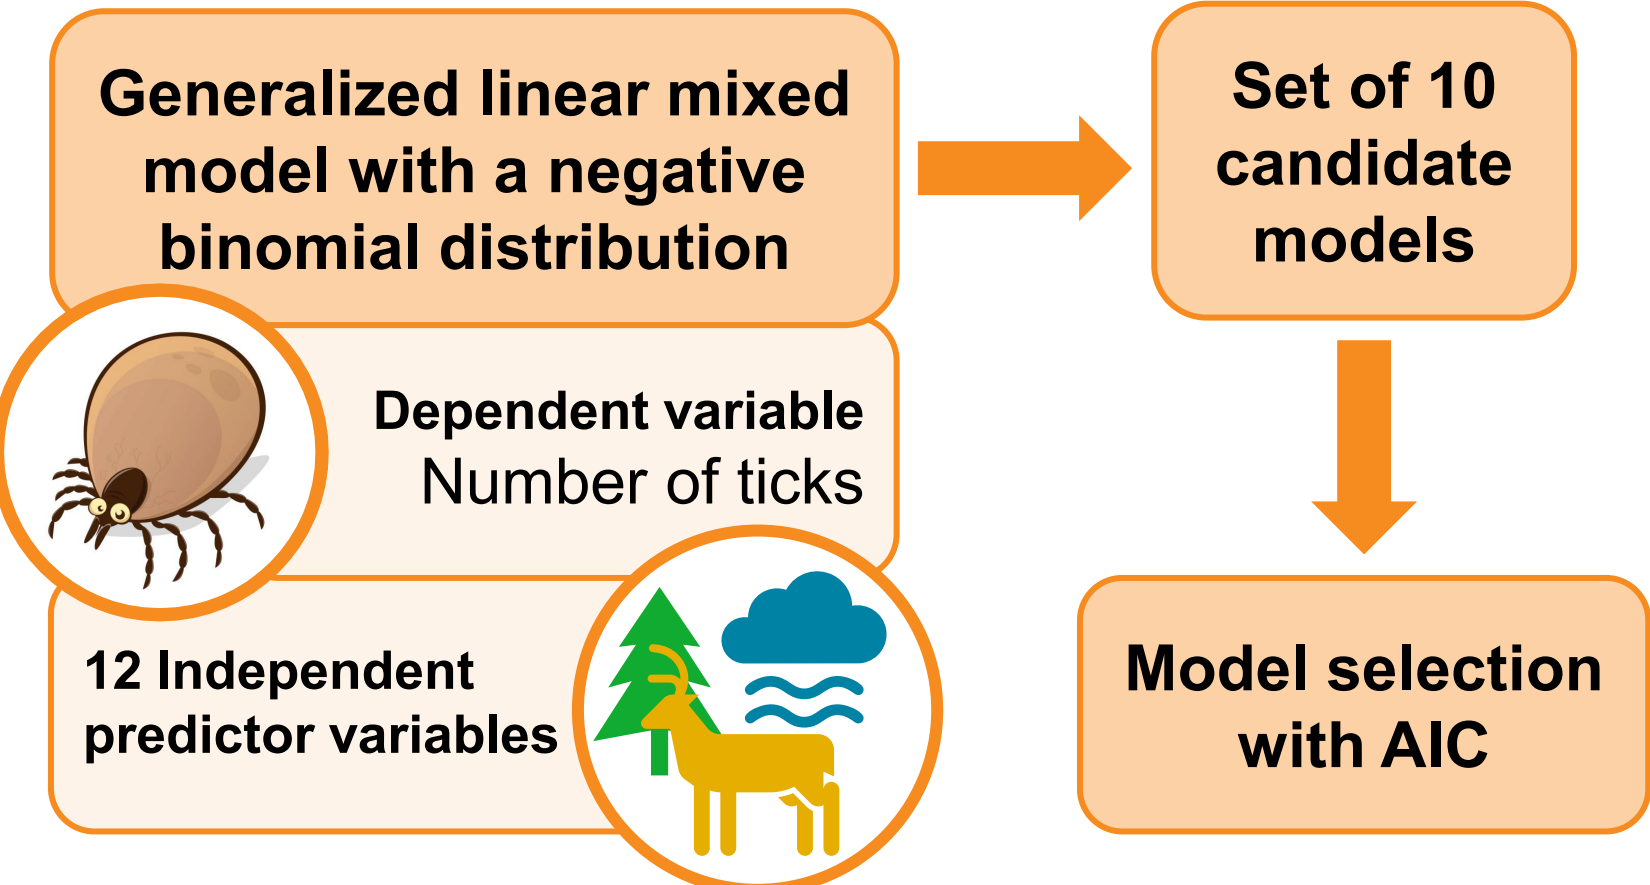 Generalized linear mixed
model with a negative
binomial distribution
Dependent variable
Number of ticks
12 Independent
predictor variables
Set of 10
candidate
models
Model selection
with AIC